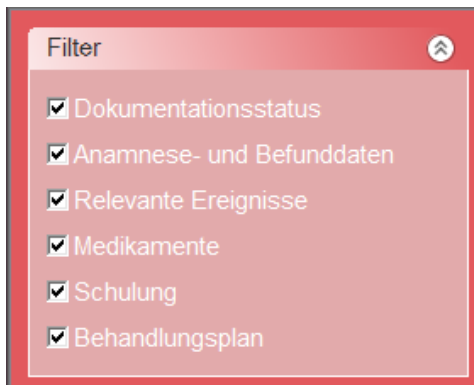 Filter
Dokumentationsstatus
Anamnese- und Befunddaten
Relevante Ereignisse
Medikamente
Schulung
Behandlungsplan